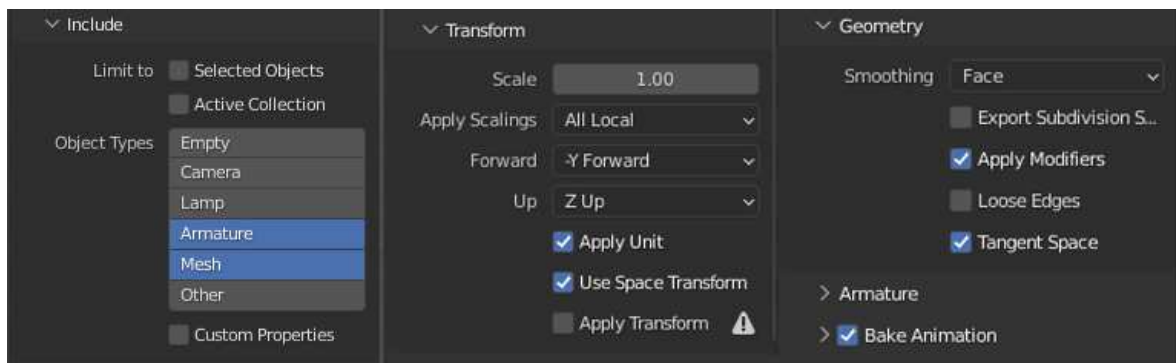 Include
Limit to Selected Objects
Active Collection
Object Types Empty
Camera
Lamp
Armature
Mesh
Other
Custom Properties
Transform
Scale 1.00
Apply Scalings All Local
Forward -Y Forward
Up Z Up
Apply Unit
Use Space Transform
Apply Transform
Geometry
Smoothing Face
Export Subdivision S...
Apply Modifiers
Loose Edges
Tangent Space
Armature
Bake Animation